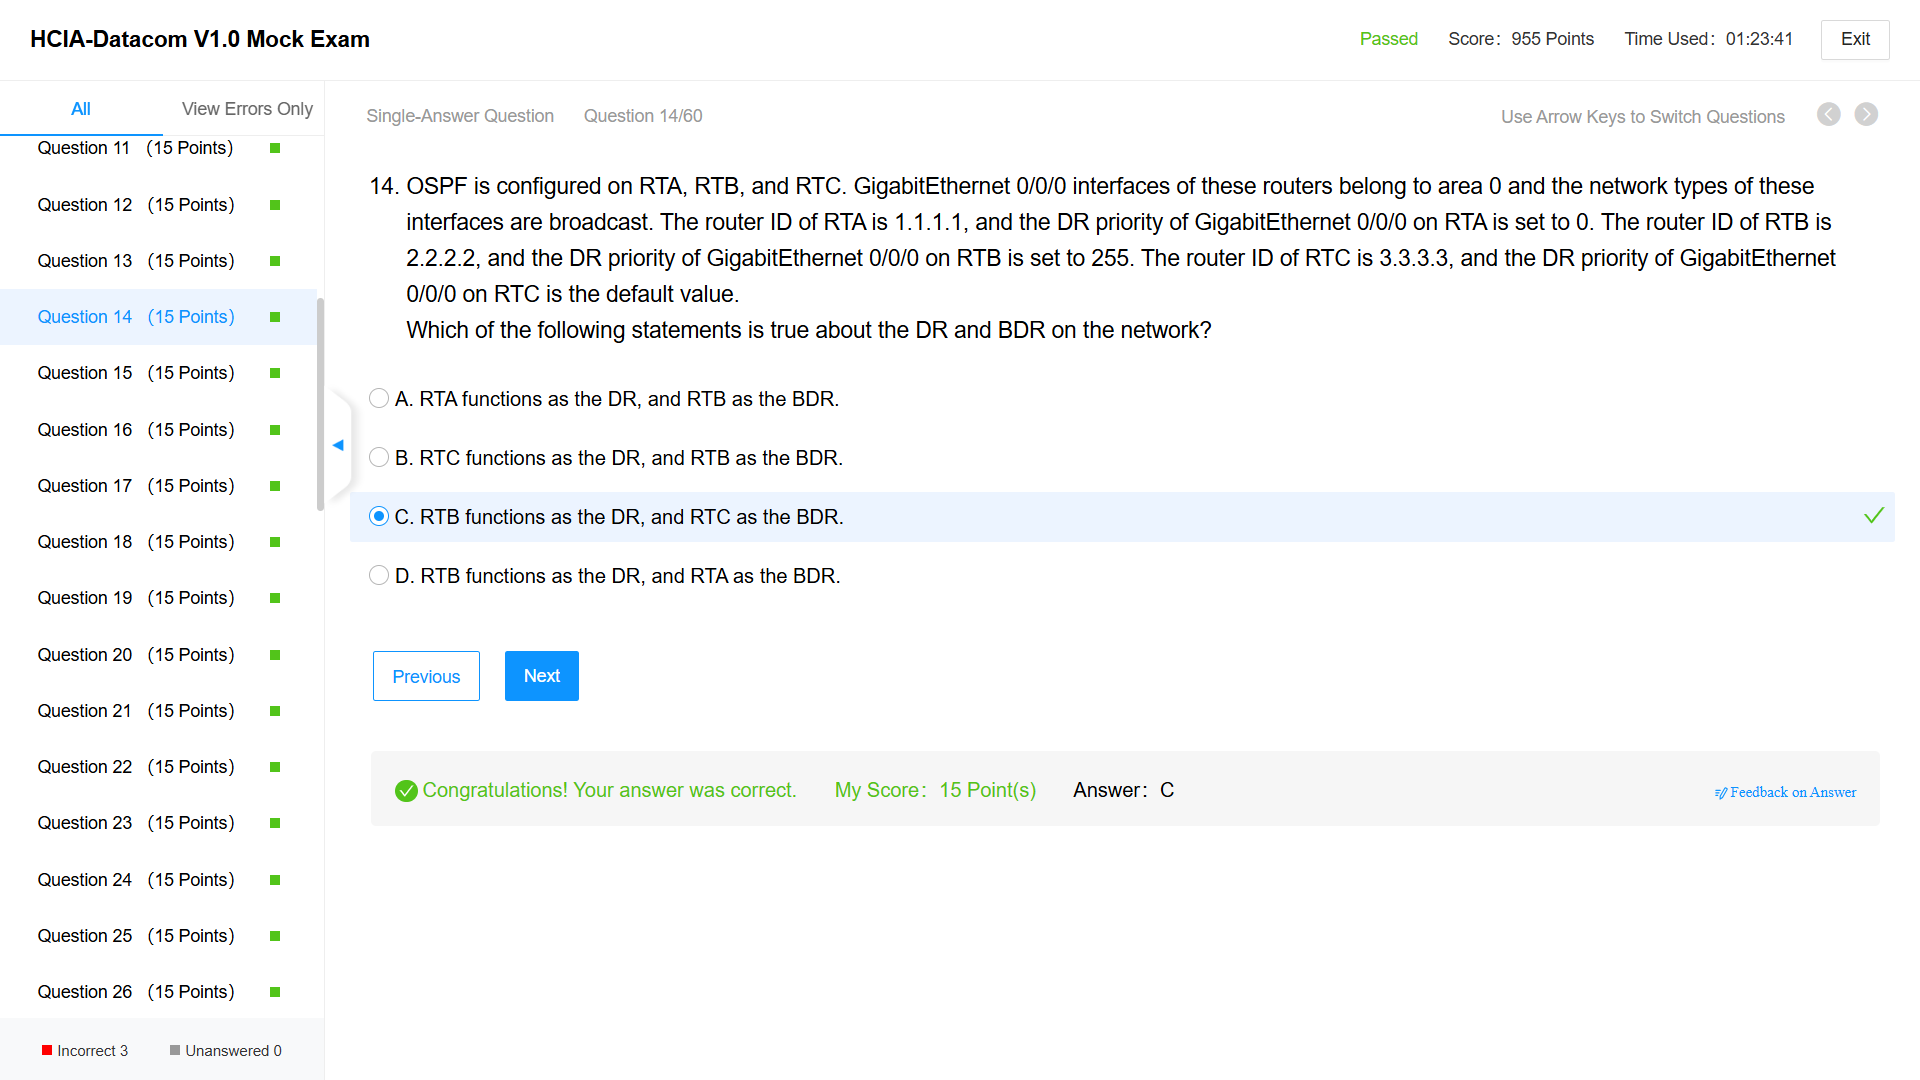 HCIA-Datacom V1.0 Mock Exam
Passed Score：955 Points Time Used：01:23:41 Exit
All View Errors Only
Question 11 (15 Points)
Question 12 (15 Points)
Question 13 (15 Points)
Question 14 (15 Points)
Question 15 (15 Points)
Question 16 (15 Points)
Question 17 (15 Points)
Question 18 (15 Points)
Question 19 (15 Points)
Question 20 (15 Points)
Question 21 (15 Points)
Question 22 (15 Points)
Question 23 (15 Points)
Question 24 (15 Points)
Question 25 (15 Points)
Question 26 (15 Points)
Incorrect 3 Unanswered 0
Single-Answer Question Question 14/60 Use Arrow Keys to Switch Questions
14. OSPF is configured on RTA, RTB, and RTC. GigabitEthernet 0/0/0 interfaces of these routers belong to area 0 and the network types of these
interfaces are broadcast. The router ID of RTA is 1.1.1.1, and the DR priority of GigabitEthernet 0/0/0 on RTA is set to 0. The router ID of RTB is
2.2.2.2, and the DR priority of GigabitEthernet 0/0/0 on RTB is set to 255. The router ID of RTC is 3.3.3.3, and the DR priority of GigabitEthernet
0/0/0 on RTC is the default value.
Which of the following statements is true about the DR and BDR on the network?
A. RTA functions as the DR, and RTB as the BDR.
B. RTC functions as the DR, and RTB as the BDR.
C. RTB functions as the DR, and RTC as the BDR.
D. RTB functions as the DR, and RTA as the BDR.
Previous Next
Congratulations! Your answer was correct. My Score：15 Point(s) Answer：C Feedback on Answer